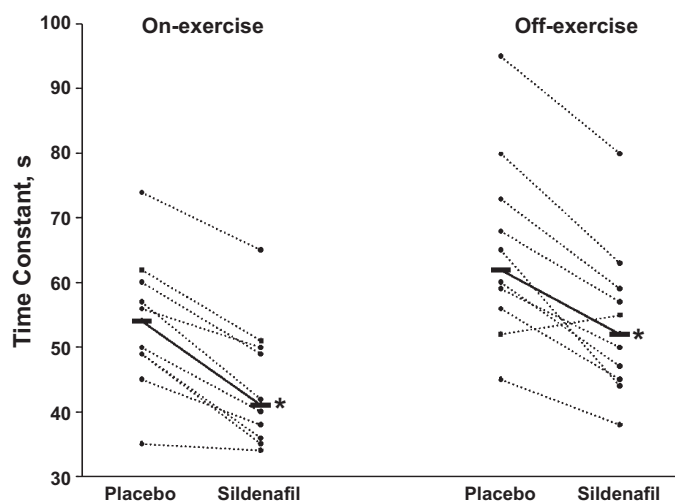 On-exercise
Off-exercise
Time Constant, s
100
90
80
70
60
50
40
30
*
*
Placebo
Sildenafil
Placebo
Sildenafil